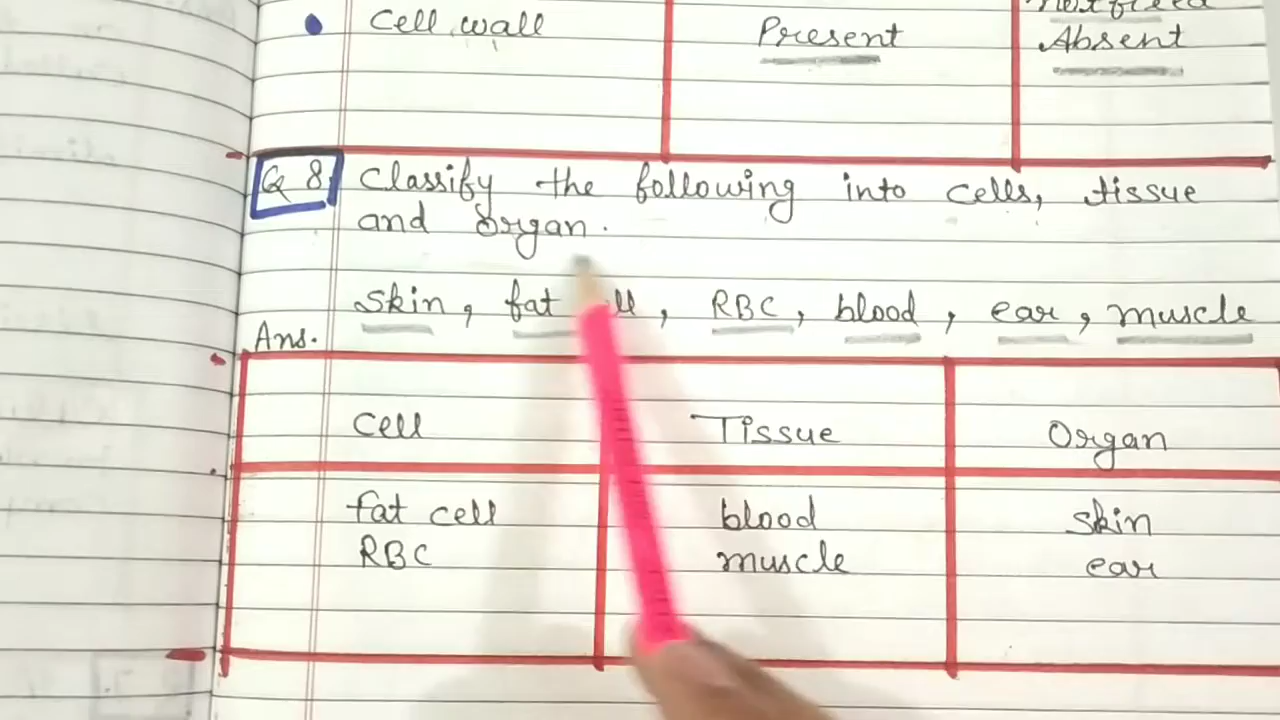 Cell wall Present Absent
Q 8. Classify the following into cells, tissue
and organ.
Skin, fat ll, RBC, blood, ear, muscle
Ans.
Cell Tissue Organ
fat cell blood skin
RBC muscle ear